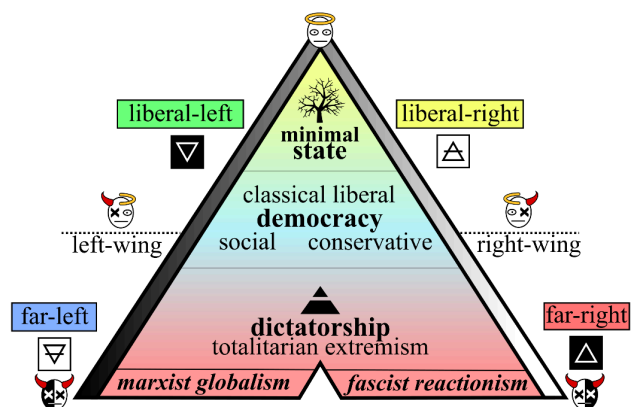 liberal-left
liberal-right
minimal
state
classical liberal
democracy
social conservative
left-wing
right-wing
far-left
far-right
dictatorship
totalitarian extremism
marxist globalism
fascist reactionism